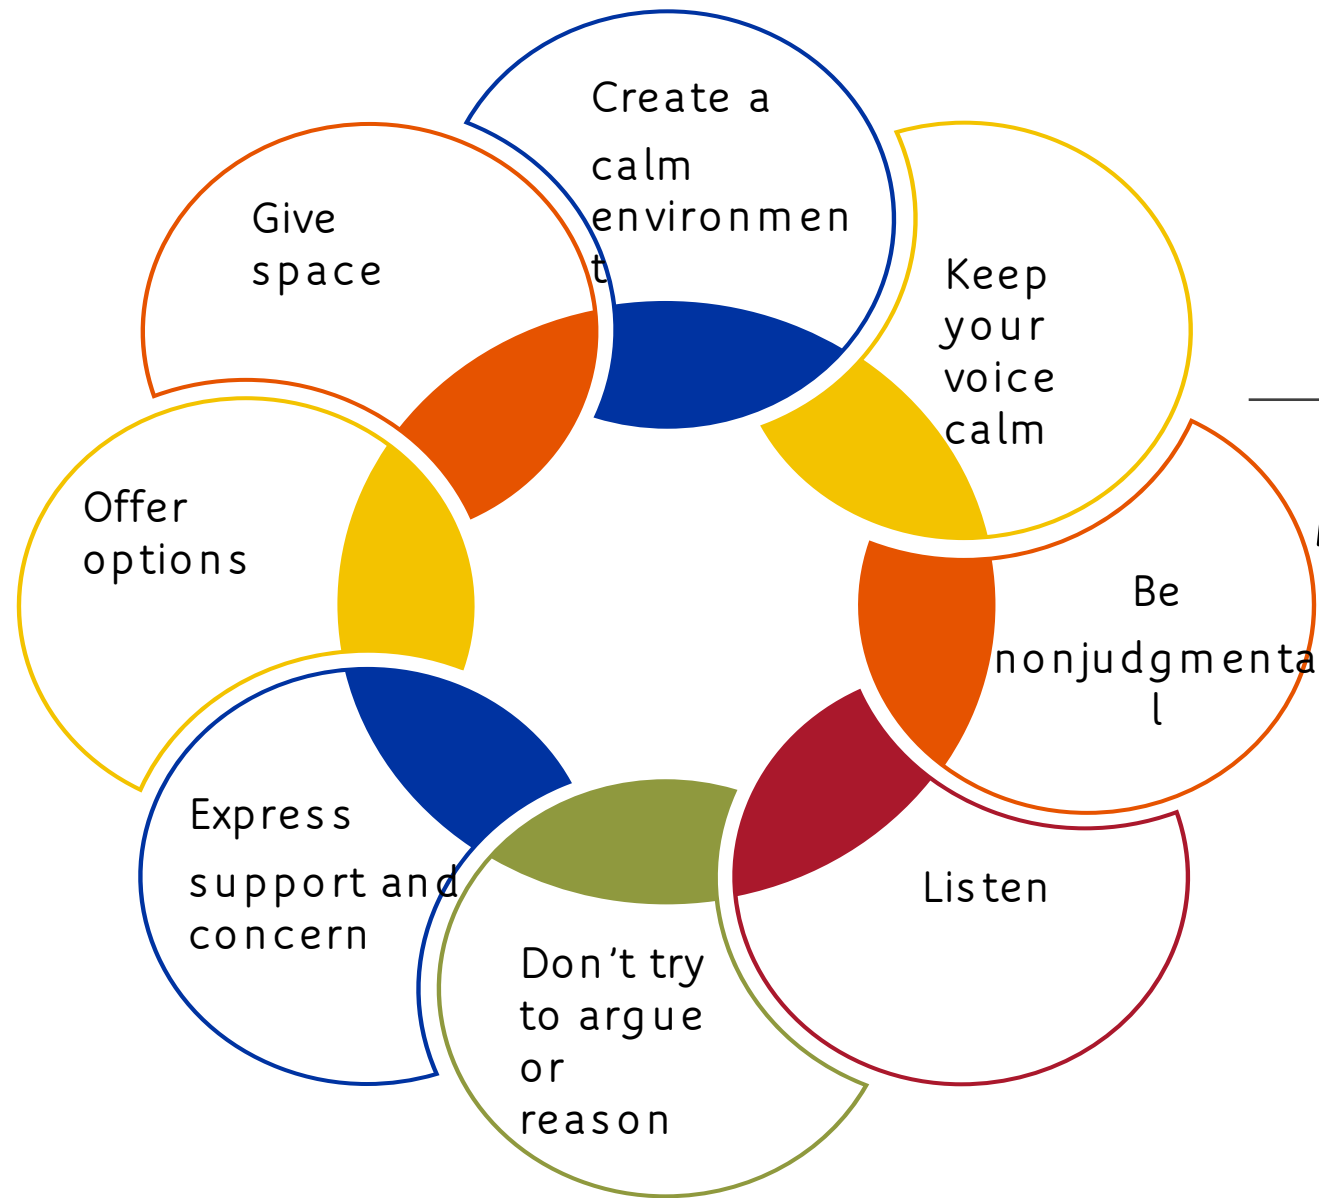 Create a
calm
environmen
t
Keep
your
voice
calm
Be
nonjudgmenta
l
Listen
Don't try
to argue
or
reason
Express
support and
concern
Offer
options
Give
space